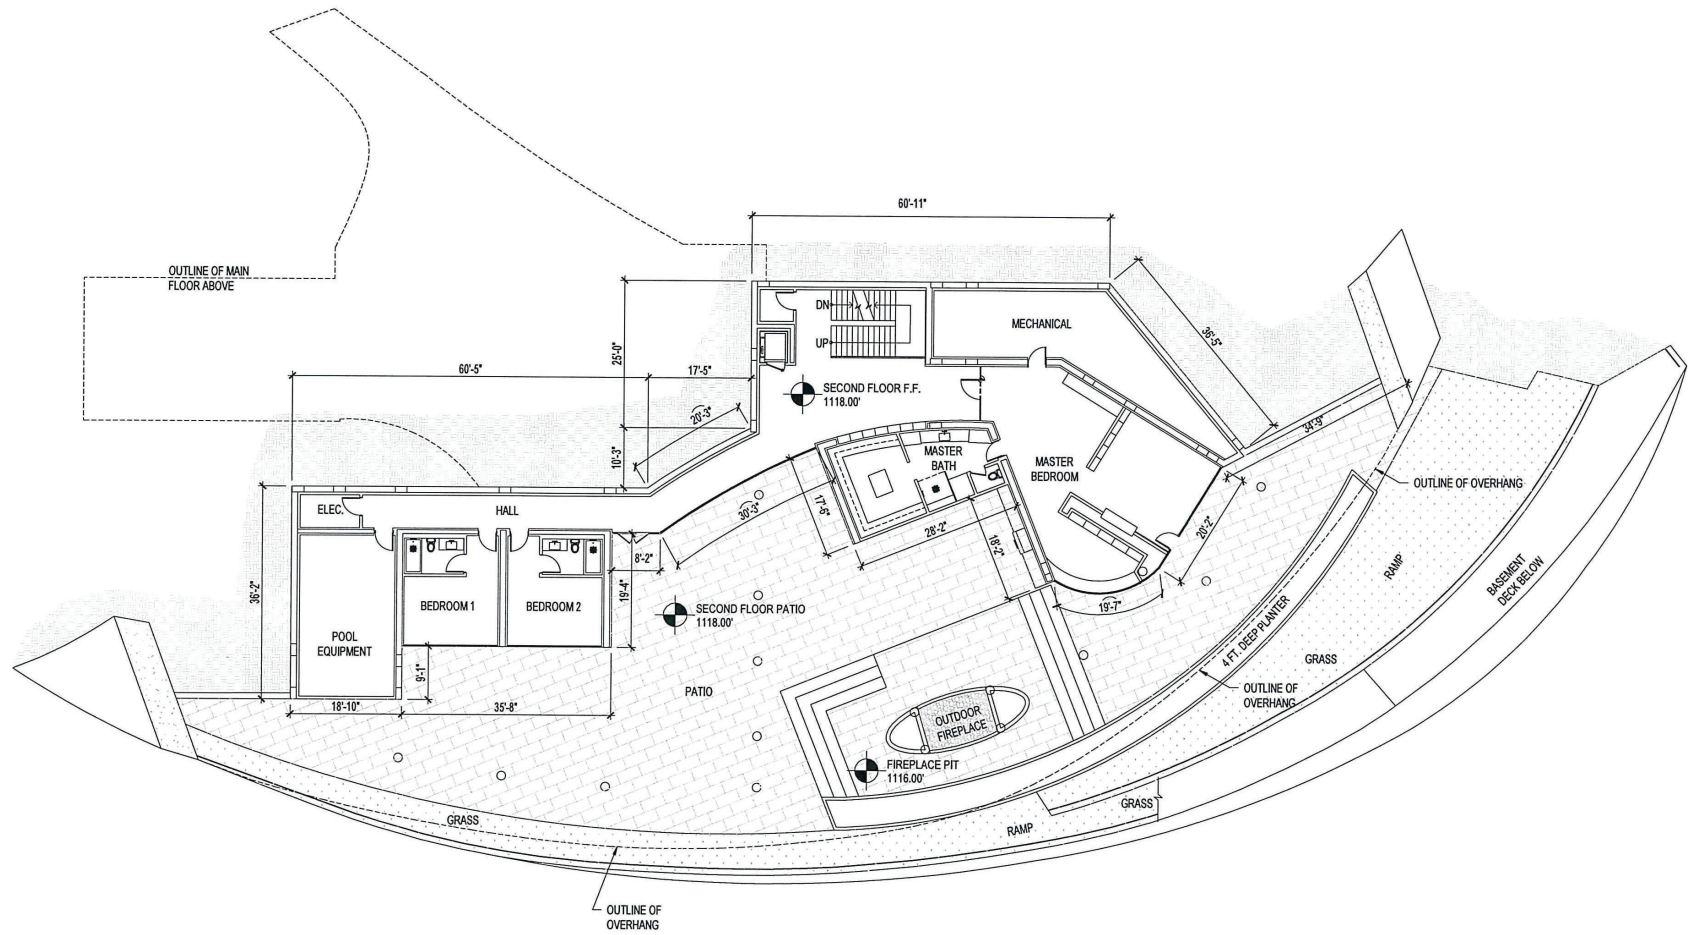 60'-11"
OUTLINE OF MAIN
FLOOR ABOVE
DN
UP
MECHANICAL
36'-5"
25'-0"
60'-5"
17'-5"
SECOND FLOOR F.F.
1118.00'
20'-3"
34'-9"
10'-3"
MASTER
BATH
MASTER
BEDROOM
OUTLINE OF OVERHANG
ELEC.
HALL
30'-3"
17'-6"
28'-2"
18'-2"
20'-2"
8'-2"
36'-2"
19'-4"
BEDROOM 1
BEDROOM 2
SECOND FLOOR PATIO
1118.00'
19'-7"
RAMP
BASEMENT
DECK BELOW
POOL
EQUIPMENT
4 FT. DEEP PLANTER
GRASS
9'-1"
PATIO
OUTLINE OF
OVERHANG
18'-10"
35'-8"
OUTDOOR
FIREPLACE
FIREPLACE PIT
1116.00'
GRASS
GRASS
RAMP
OUTLINE OF
OVERHANG